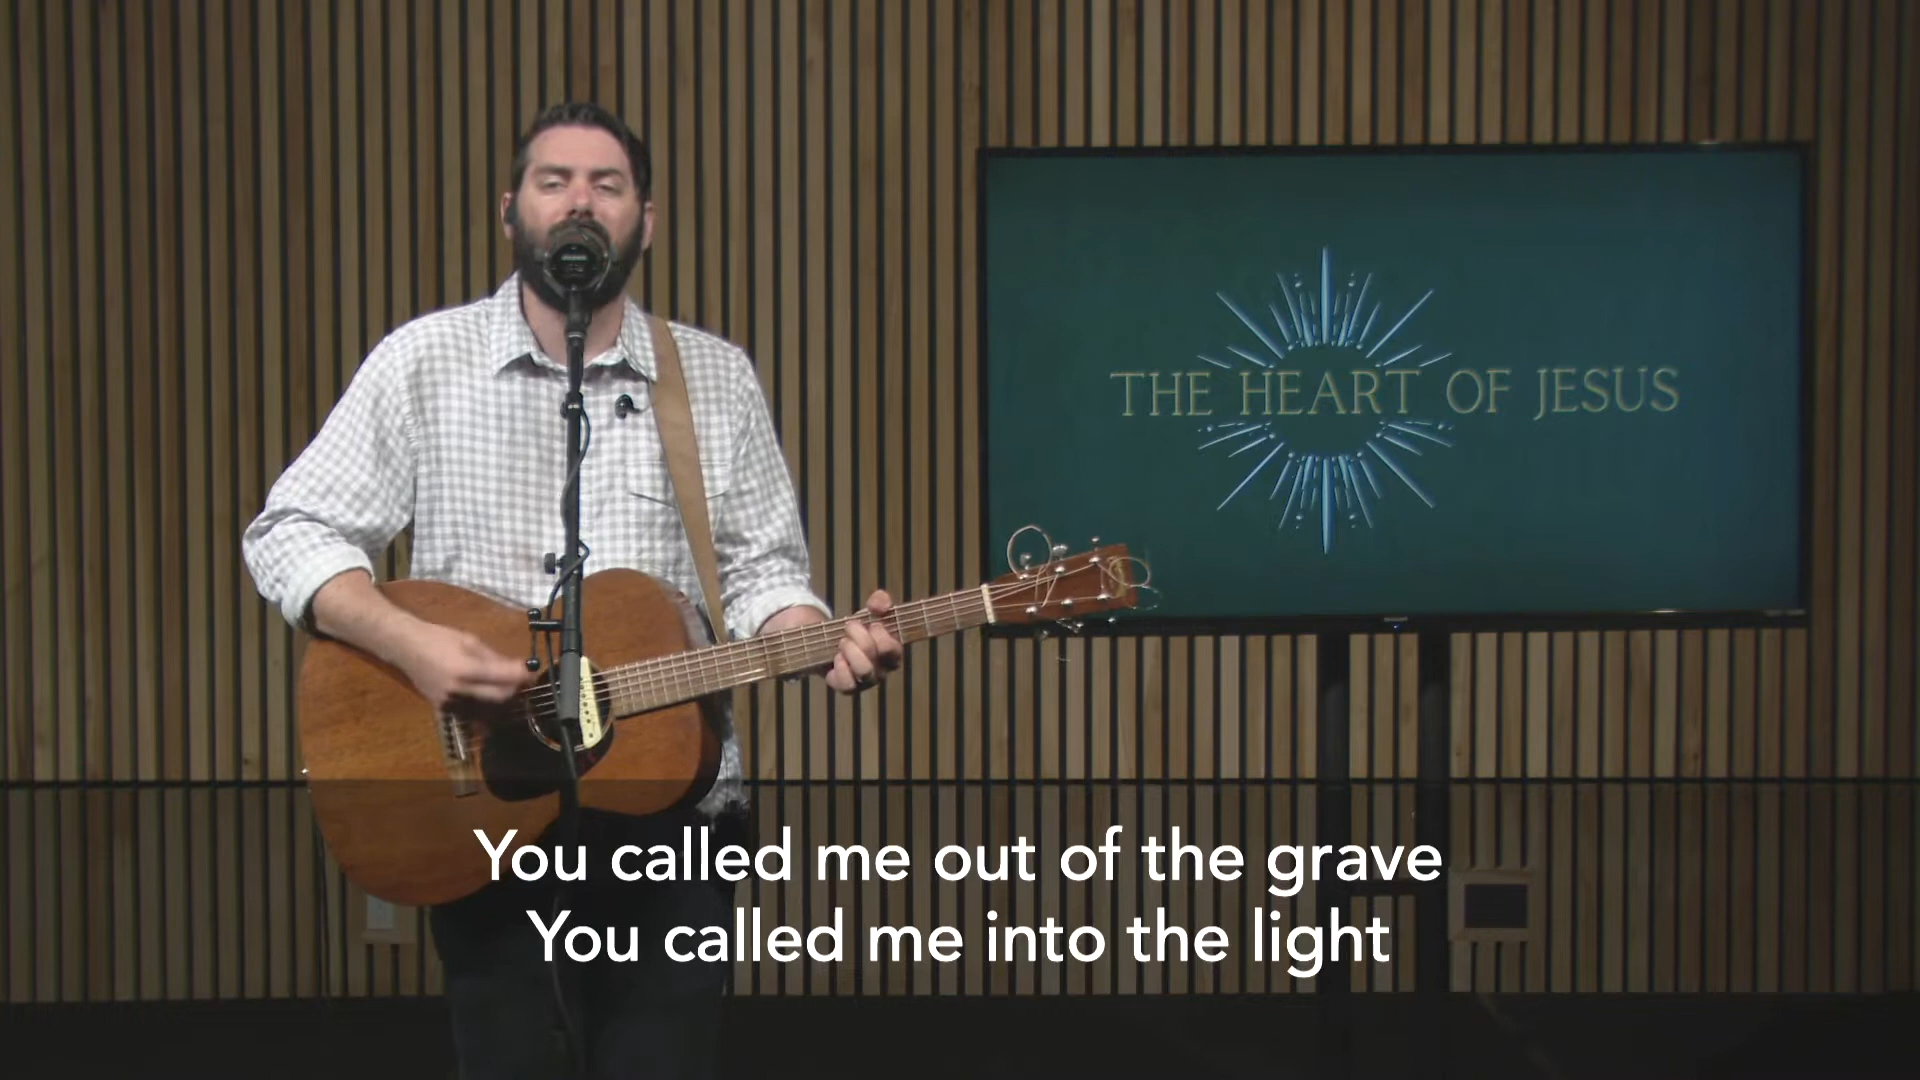 THE HEART OF JESUS
You called me out of the grave
You called me into the light